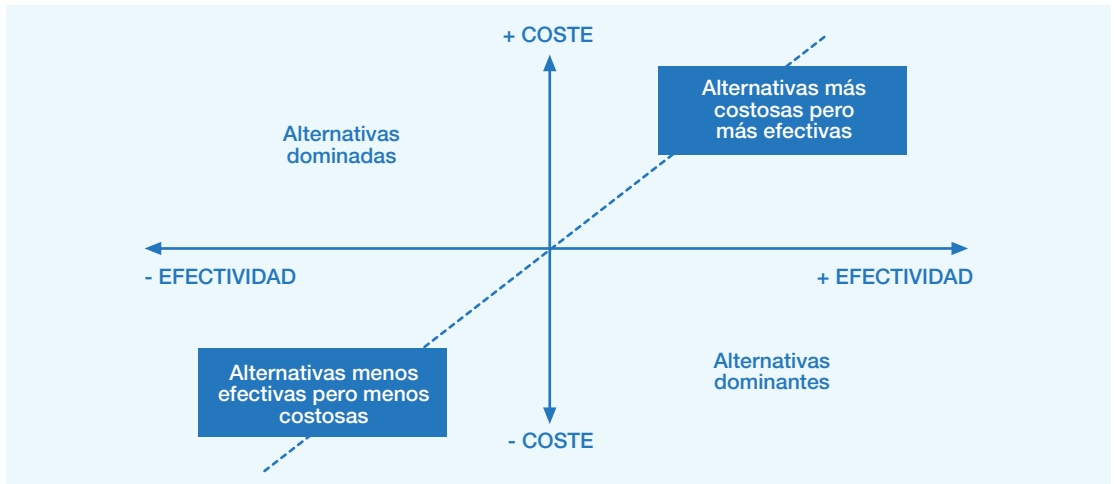 + COSTE
Alternativas más
costosas pero
más efectivas
Alternativas
dominadas
- EFECTIVIDAD
+ EFECTIVIDAD
Alternativas menos
efectivas pero menos
costosas
Alternativas
dominantes
- COSTE